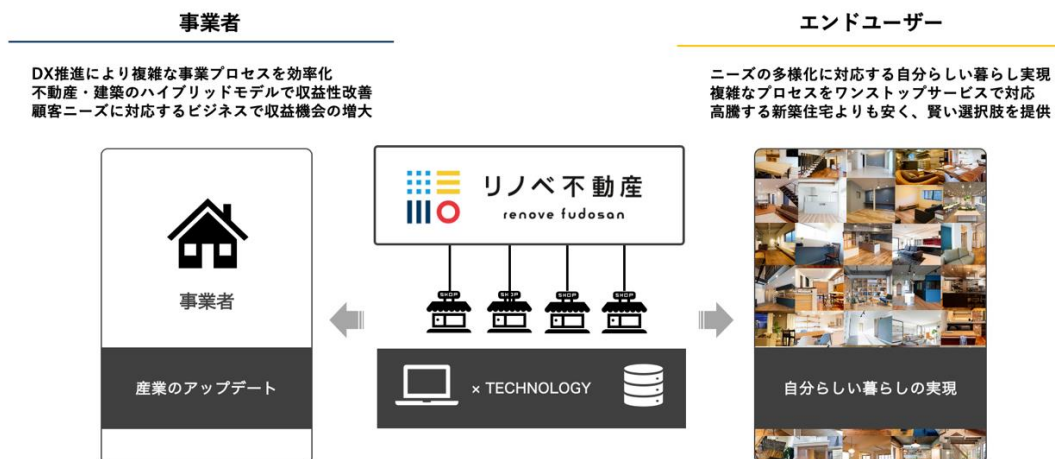 事業者
エンドユーザー
DX推進により複雑な事業プロセスを効率化
不動産・建築のハイブリッドモデルで収益性改善
顧客ニーズに対応するビジネスで収益機会の増大
ニーズの多様化に対応する自分らしい暮らし実現
複雑なプロセスをワンストップサービスで対応
高騰する新築住宅よりも安く、賢い選択肢を提供
リノベ不動産
renove fudosan
SHOP SHOP SHOP SHOP
事業者
産業のアップデート
× TECHNOLOGY
自分らしい暮らしの実現